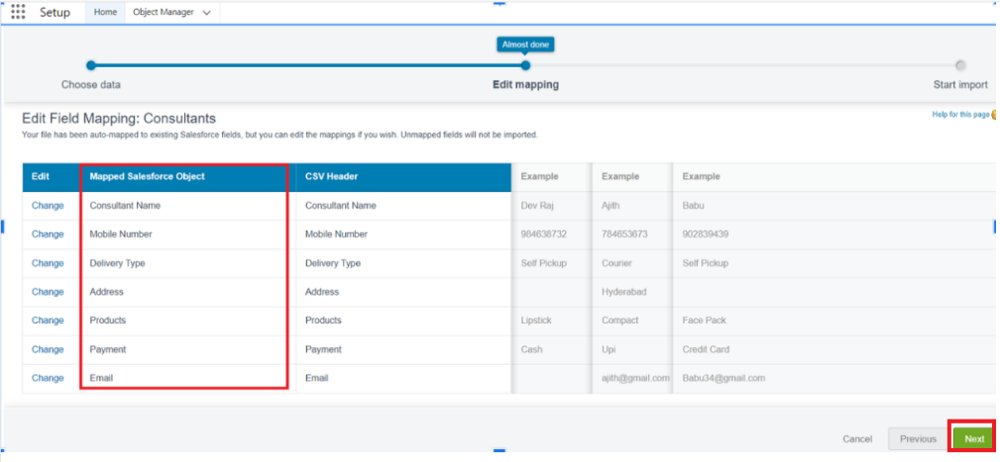 Setup Home Object Manager
Almost done
Choose data Edit mapping Start import
Edit Field Mapping: Consultants Help for this page
Your file has been auto-mapped to existing Salesforce fields, but you can edit the mappings if you wish. Unmapped fields will not be imported.
Edit Mapped Salesforce Object CSV Header Example Example Example
Change Consultant Name Consultant Name Dev Raj Ajith Babu
Change Mobile Number Mobile Number 984638732 784653673 902839439
Change Delivery Type Delivery Type Self Pickup Courier Self Pickup
Change Address Address Hyderabad
Change Products Products Lipstick Compact Face Pack
Change Payment Payment Cash Upi Credit Card
Change Email Email ajith@gmail.com Babu34@gmail.com
Cancel Previous Next